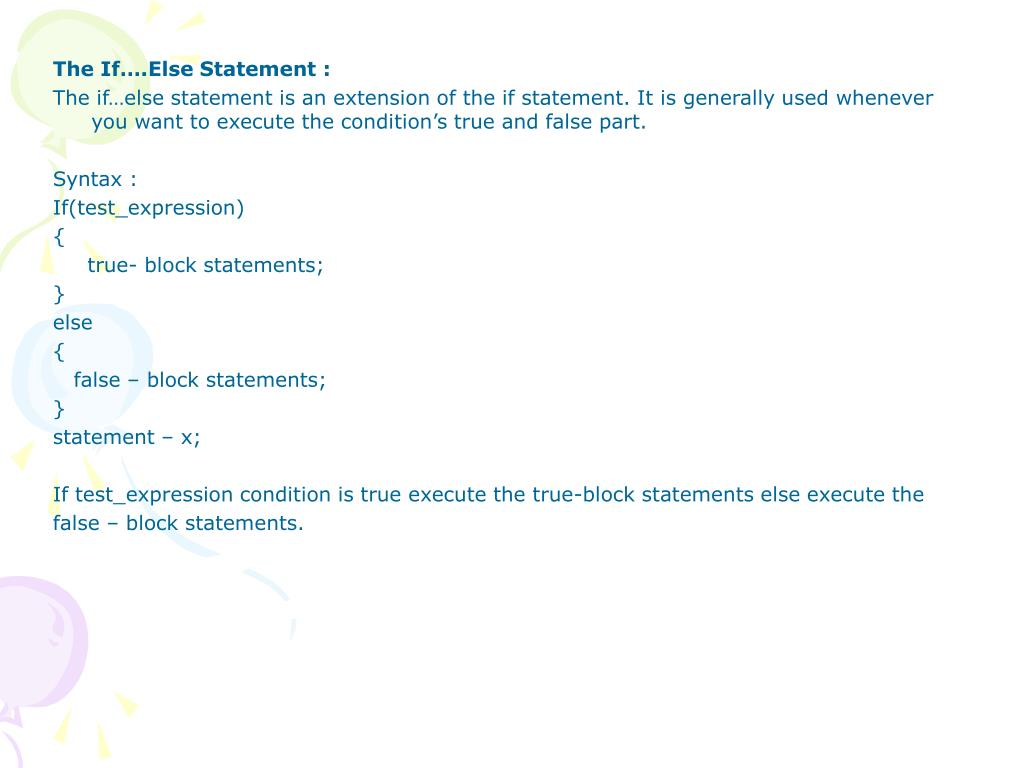 The If....Else Statement :
The if…else statement is an extension of the if statement. It is generally used whenever
you want to execute the condition’s true and false part.
Syntax :
If(test_expression)
{
true- block statements;
}
else
{
false – block statements;
}
statement – x;
If test_expression condition is true execute the true-block statements else execute the
false – block statements.